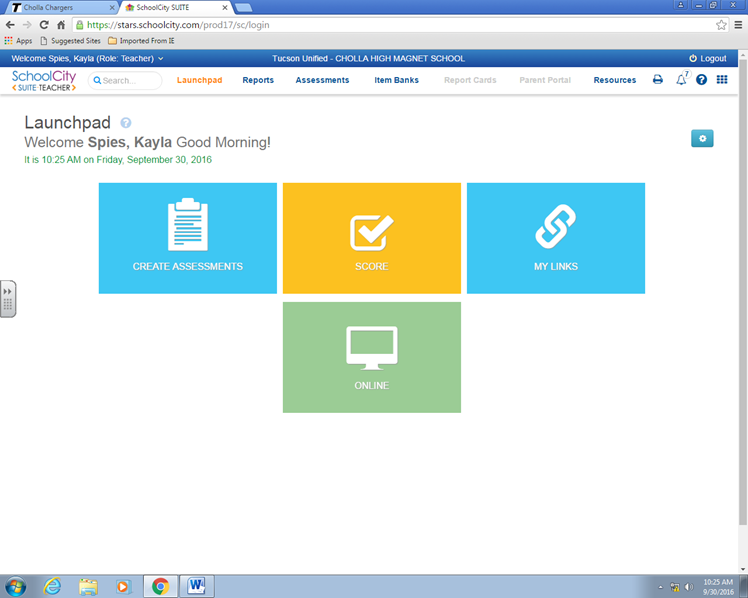 Cholla Chargers
SchoolCity SUITE
https://stars.schoolcity.com/prod17/sc/login
Apps
Suggested Sites
Imported From IE
Welcome Spies, Kayla (Role: Teacher)
Tucson Unified - CHOLLA HIGH MAGNET SCHOOL
Logout
SchoolCity
SUITE·TEACHER
Search...
Launchpad
Reports
Assessments
Item Banks
Report Cards
Parent Portal
Resources
7
Launchpad
Welcome Spies, Kayla Good Morning!
It is 10:25 AM on Friday, September 30, 2016
CREATE ASSESSMENTS
SCORE
MY LINKS
ONLINE
10:25 AM
9/30/2016